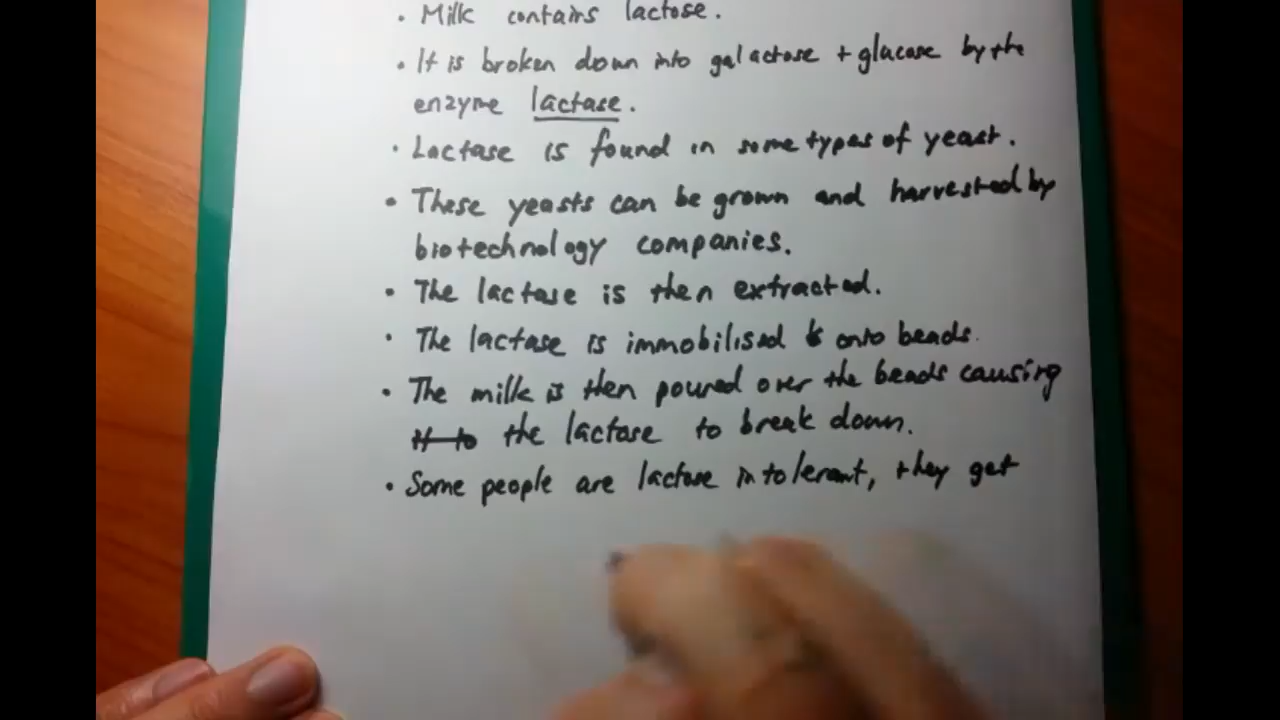 • Milk contains lactose.
• It is broken down into galactose + glucose by the
enzyme lactase.
• Lactase is found in some types of yeast.
• These yeasts can be grown and harvested by
biotechnology companies.
• The lactase is then extracted.
• The lactase is immobilised onto beads.
• The milk is then poured over the beads causing
it to the lactase to break down.
• Some people are lactose intolerant, they get